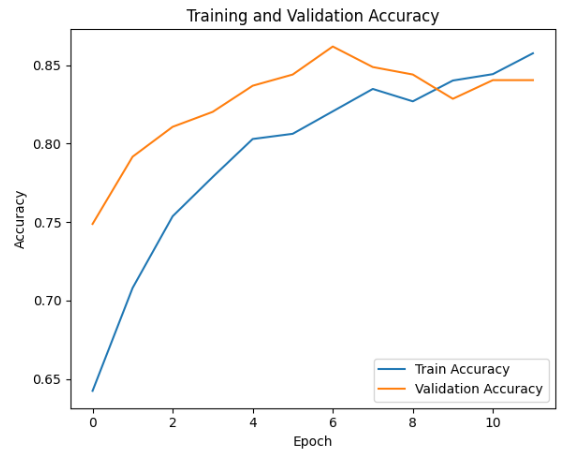 Training and Validation Accuracy
Accuracy
0.85
0.80
0.75
0.70
0.65
Train Accuracy
Validation Accuracy
0 2 4 6 8 10
Epoch